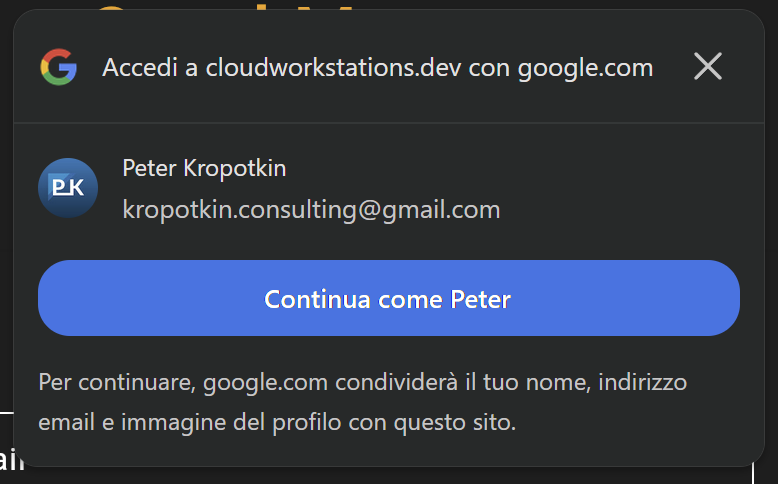 Accedi a cloudworkstations.dev con google.com
PK
Peter Kropotkin
kropotkin.consulting@gmail.com
Continua come Peter
Per continuare, google.com condividerà il tuo nome, indirizzo
email e immagine del profilo con questo sito.